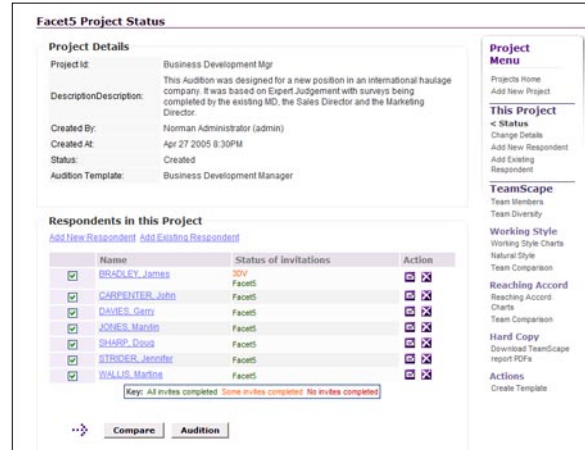 Facet5 Project Status
Project Details
Project Id: Business Development Mgr
DescriptionDescription: This Audition was designed for a new position in an international haulage
company. It was based on Expert Judgement with surveys being
completed by the existing MD, the Sales Director and the Marketing
Director.
Created By: Norman Administrator (admin)
Created At: Apr 27 2005 8:30PM
Status: Created
Audition Template: Business Development Manager
Respondents in this Project
Add New Respondent Add Existing Respondent
Name Status of invitations Action
BRADLEY, James 3DV
Facet5
CARPENTER, John Facet5
DAVIES, Gerry Facet5
JONES, Marilin Facet5
SHARP, Doug Facet5
STRIDER, Jennifer Facet5
WALLIS, Martine Facet5
Key: All invites completed Some invites completed No invites completed
Compare Audition
Project
Menu
Projects Home
Add New Project
This Project
< Status
Change Details
Add New Respondent
Add Existing
Respondent
TeamScape
Team Members
Team Diversity
Working Style
Working Style Charts
Natural Style
Team Comparison
Reaching Accord
Reaching Accord
Charts
Team Comparison
Hard Copy
Download TeamScape
report PDFs
Actions
Create Template